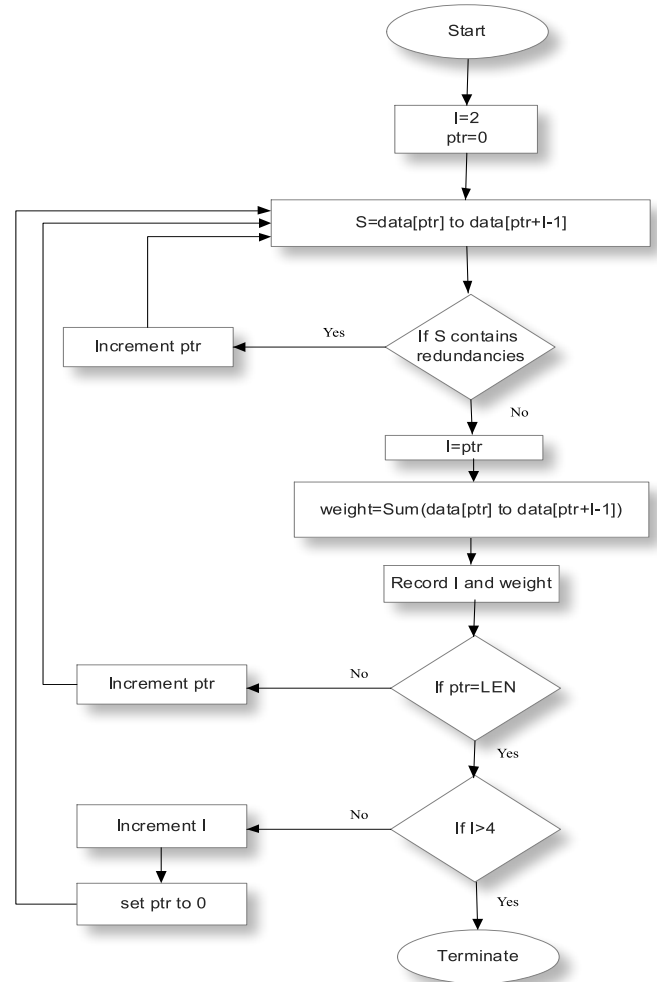 Start
I=2
ptr=0
S=data[ptr] to data[ptr+I-1]
If S contains
redundancies
Yes
Increment ptr
No
I=ptr
weight=Sum(data[ptr] to data[ptr+I-1])
Record I and weight
If ptr=LEN
No
Increment ptr
Yes
If I>4
No
Increment I
set ptr to 0
Yes
Terminate